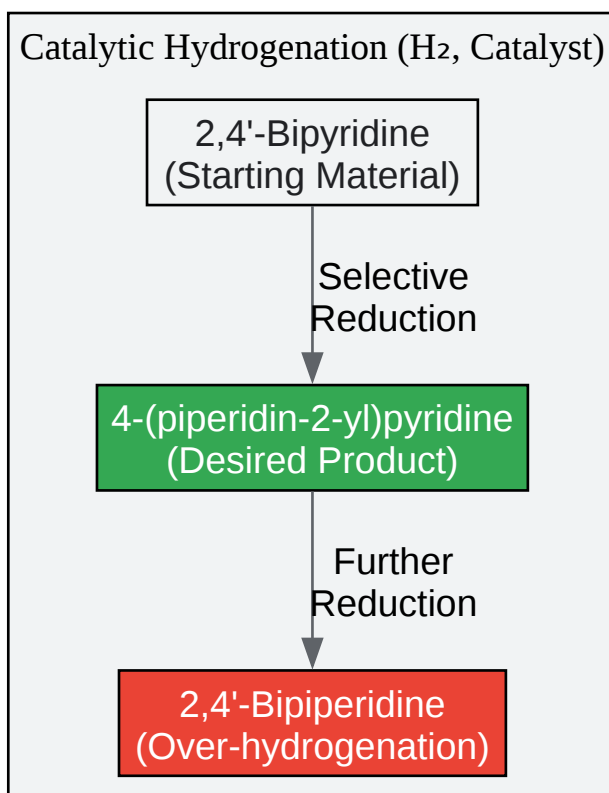 Catalytic Hydrogenation (H₂, Catalyst)
2,4'-Bipyridine
(Starting Material)
Selective
Reduction
4-(piperidin-2-yl)pyridine
(Desired Product)
Further
Reduction
2,4'-Bipiperidine
(Over-hydrogenation)